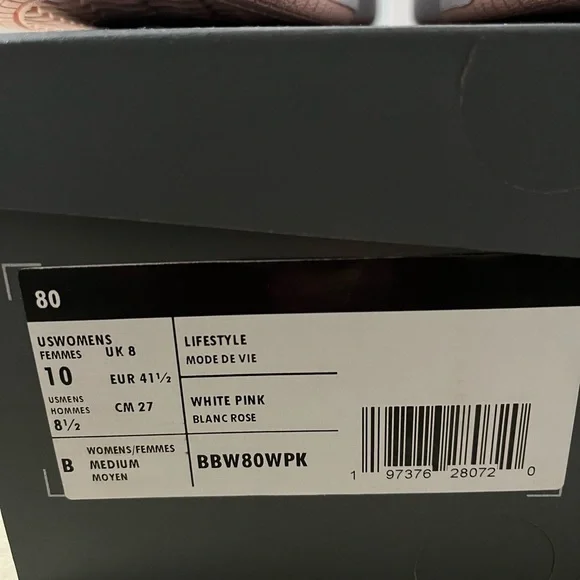 80
USWOMENS
FEMMES
UK 8
10
EUR 41½
USMENS
HOMMES
8½
CM 27
B
WOMENS/FEMMES
MEDIUM
MOYEN
LIFESTYLE
MODE DE VIE
WHITE PINK
BLANC ROSE
BBW80WPK
1 97376 28072 0